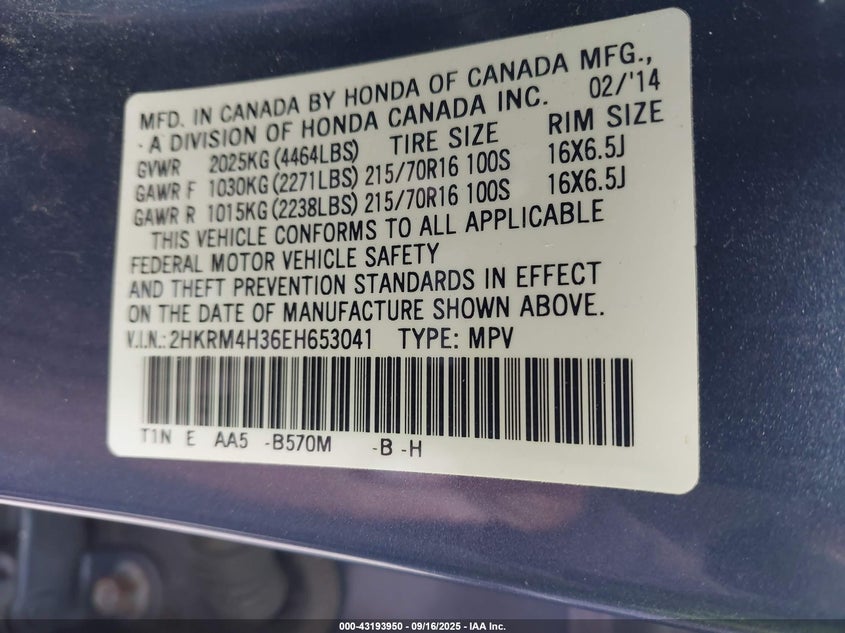 MFD. IN CANADA BY HONDA OF CANADA MFG.,
- A DIVISION OF HONDA CANADA INC. 02/'14
GVWR 2025KG (4464LBS) TIRE SIZE RIM SIZE
GAWR F 1030KG (2271LBS) 215/70R16 100S 16X6.5J
GAWR R 1015KG (2238LBS) 215/70R16 100S 16X6.5J
THIS VEHICLE CONFORMS TO ALL APPLICABLE
FEDERAL MOTOR VEHICLE SAFETY
AND THEFT PREVENTION STANDARDS IN EFFECT
ON THE DATE OF MANUFACTURE SHOWN ABOVE.
V.I.N.: 2HKRM4H36EH653041 TYPE: MPV
T1N E AA5 -B570M -B -H
000-43193950 - 09/16/2025 - IAA Inc.